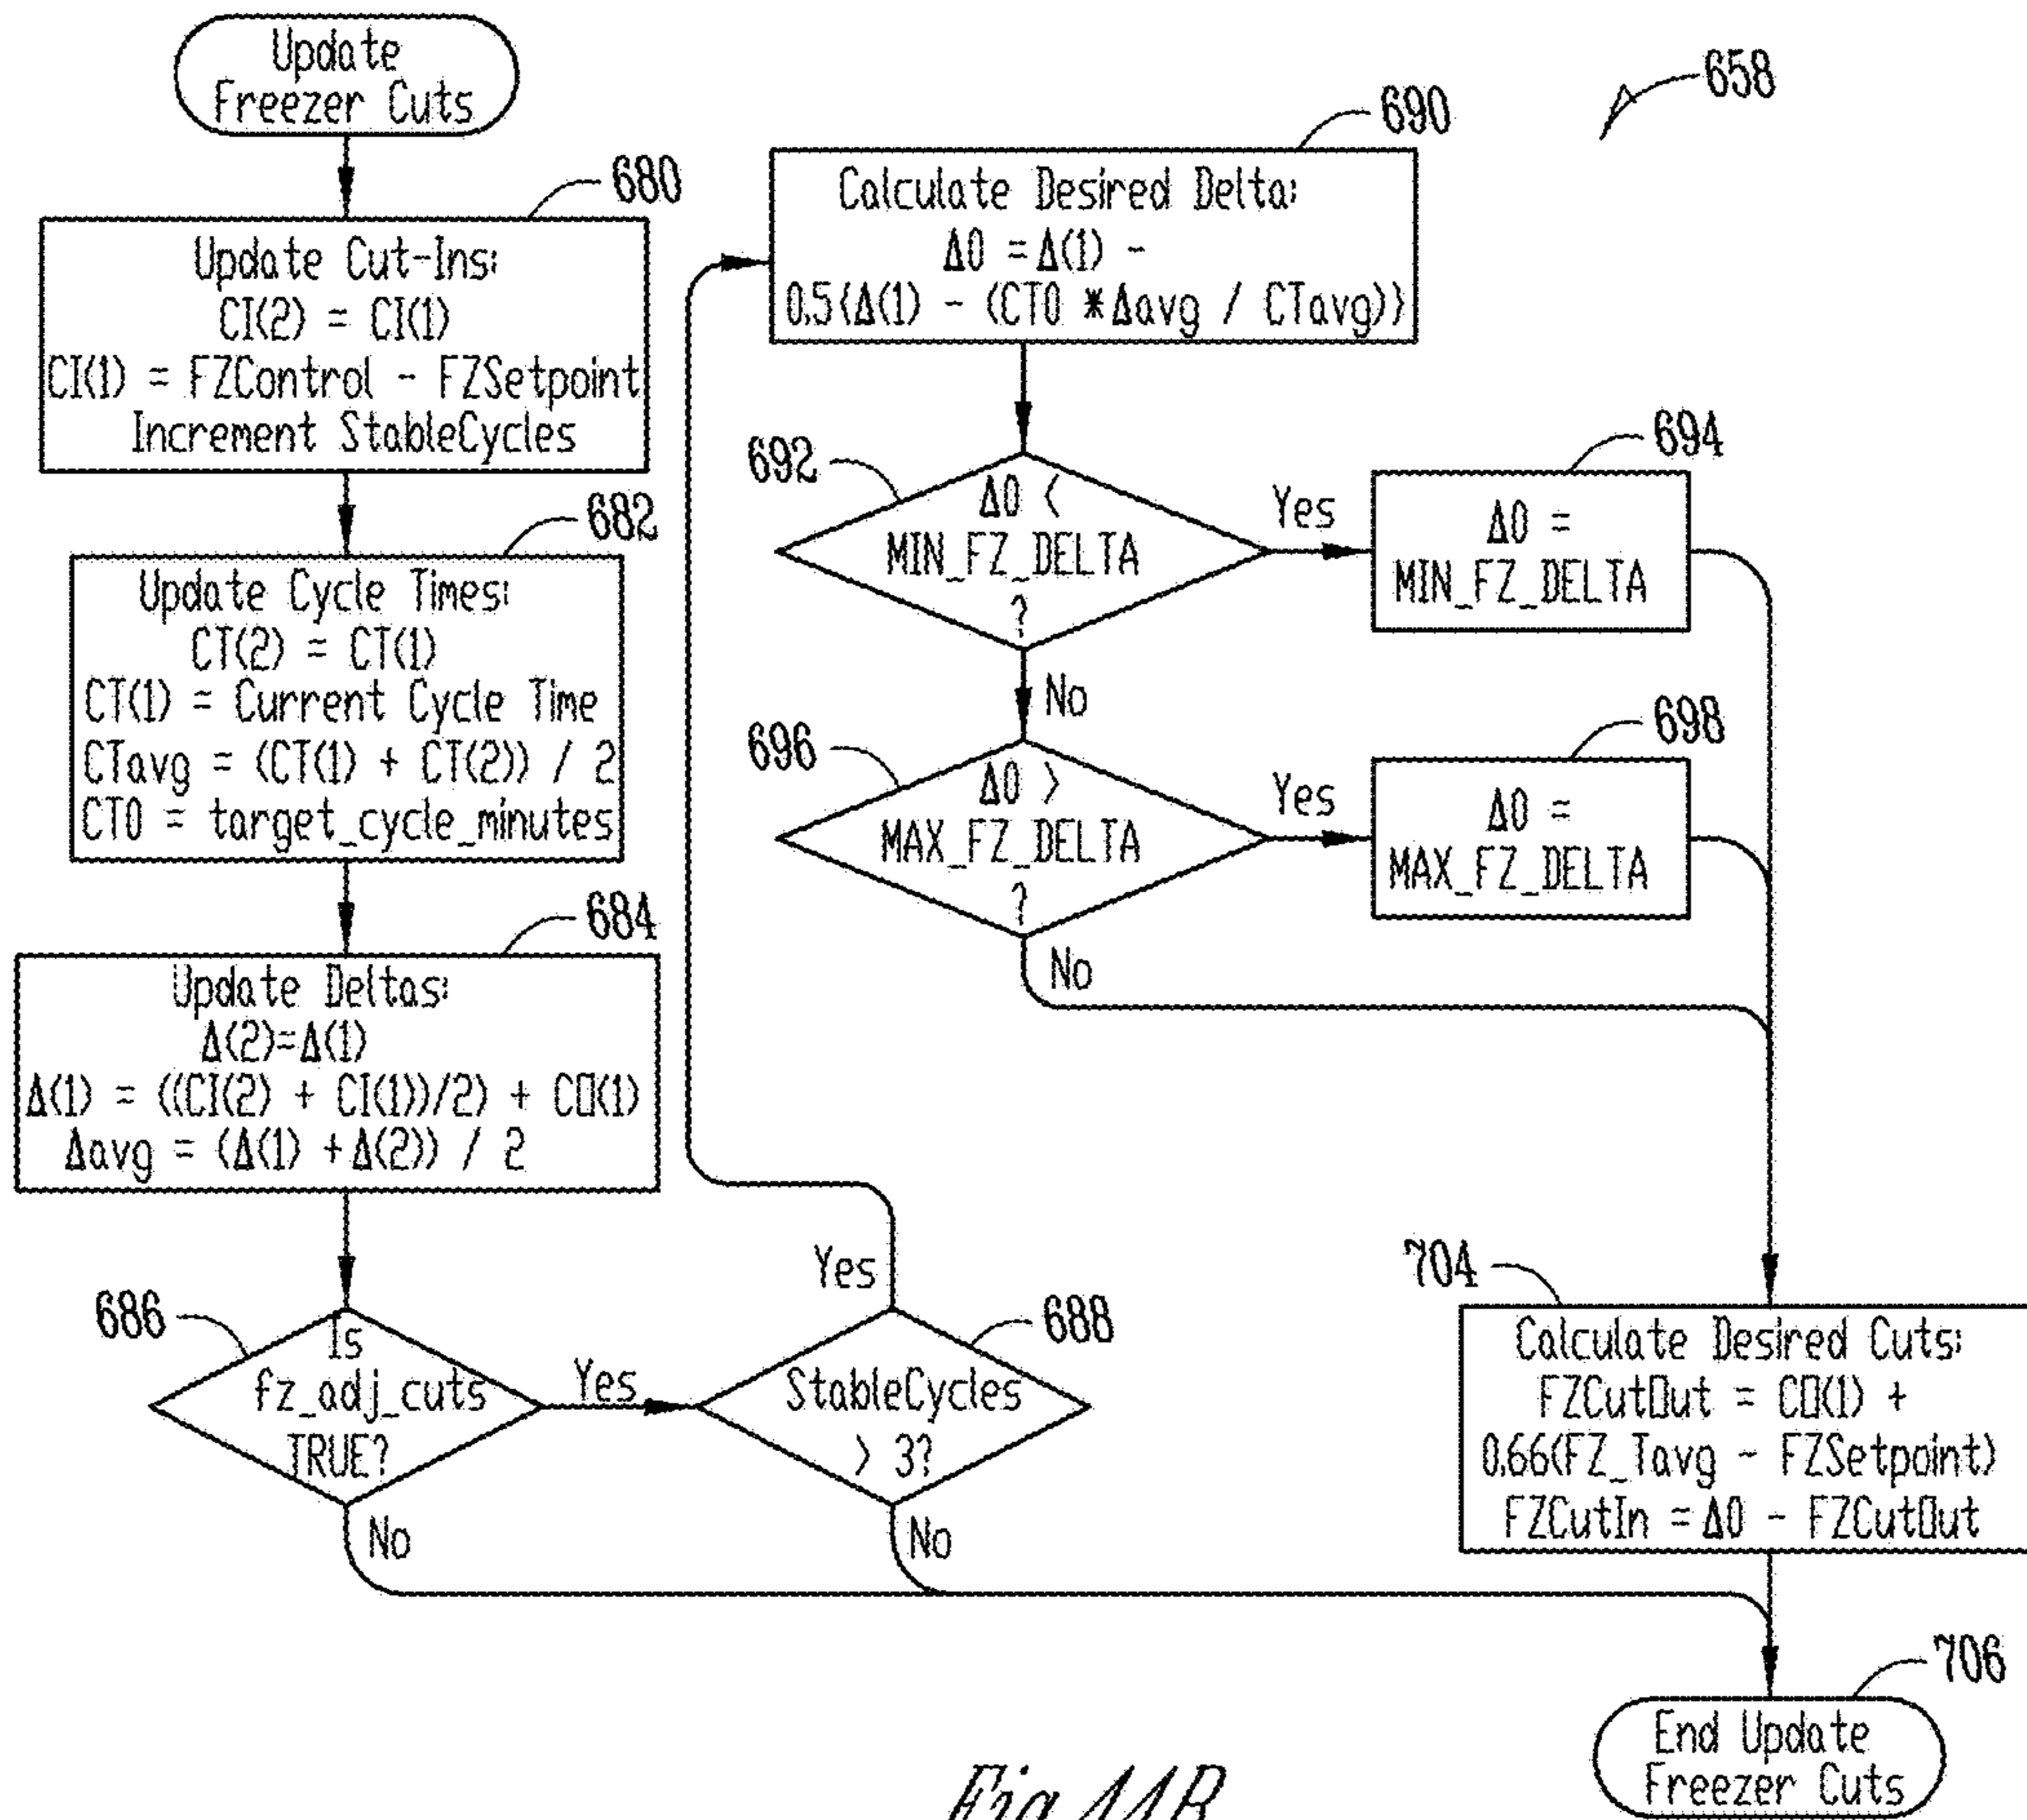 Update
Freezer Cuts
658
680
Update Cut-Ins:
CI(2) = CI(1)
CI(1) = FZControl - FZSetpoint
Increment StableCycles
682
Update Cycle Times:
CT(2) = CT(1)
CT(1) = Current Cycle Time
CTavg = (CT(1) + CT(2)) / 2
CT0 = target_cycle_minutes
684
Update Deltas:
Δ(2)=Δ(1)
Δ(1) = ((CI(2) + CI(1))/2) + CO(1)
Δavg = (Δ(1) +Δ(2)) / 2
686
Is
fz_adj_cuts
TRUE?
Yes
No
688
StableCycles
> 3?
Yes
No
690
Calculate Desired Delta:
Δ0 = Δ(1) -
0.5(Δ(1) - (CT0 *Δavg / CTavg))
692
Δ0 <
MIN_FZ_DELTA
?
Yes
No
694
Δ0 =
MIN_FZ_DELTA
696
Δ0 >
MAX_FZ_DELTA
?
Yes
No
698
Δ0 =
MAX_FZ_DELTA
704
Calculate Desired Cuts:
FZCutOut = CO(1) +
0.66(FZ_Tavg - FZSetpoint)
FZCutIn = Δ0 - FZCutOut
706
End Update
Freezer Cuts
Fig. 44B